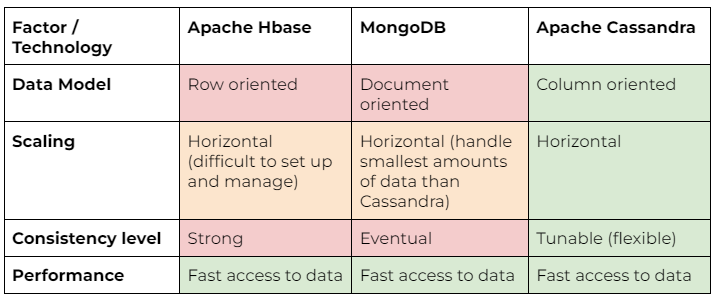 Factor / Technology Apache Hbase MongoDB Apache Cassandra
Data Model Row oriented Document oriented Column oriented
Scaling Horizontal (difficult to set up and manage) Horizontal (handle smallest amounts of data than Cassandra) Horizontal
Consistency level Strong Eventual Tunable (flexible)
Performance Fast access to data Fast access to data Fast access to data